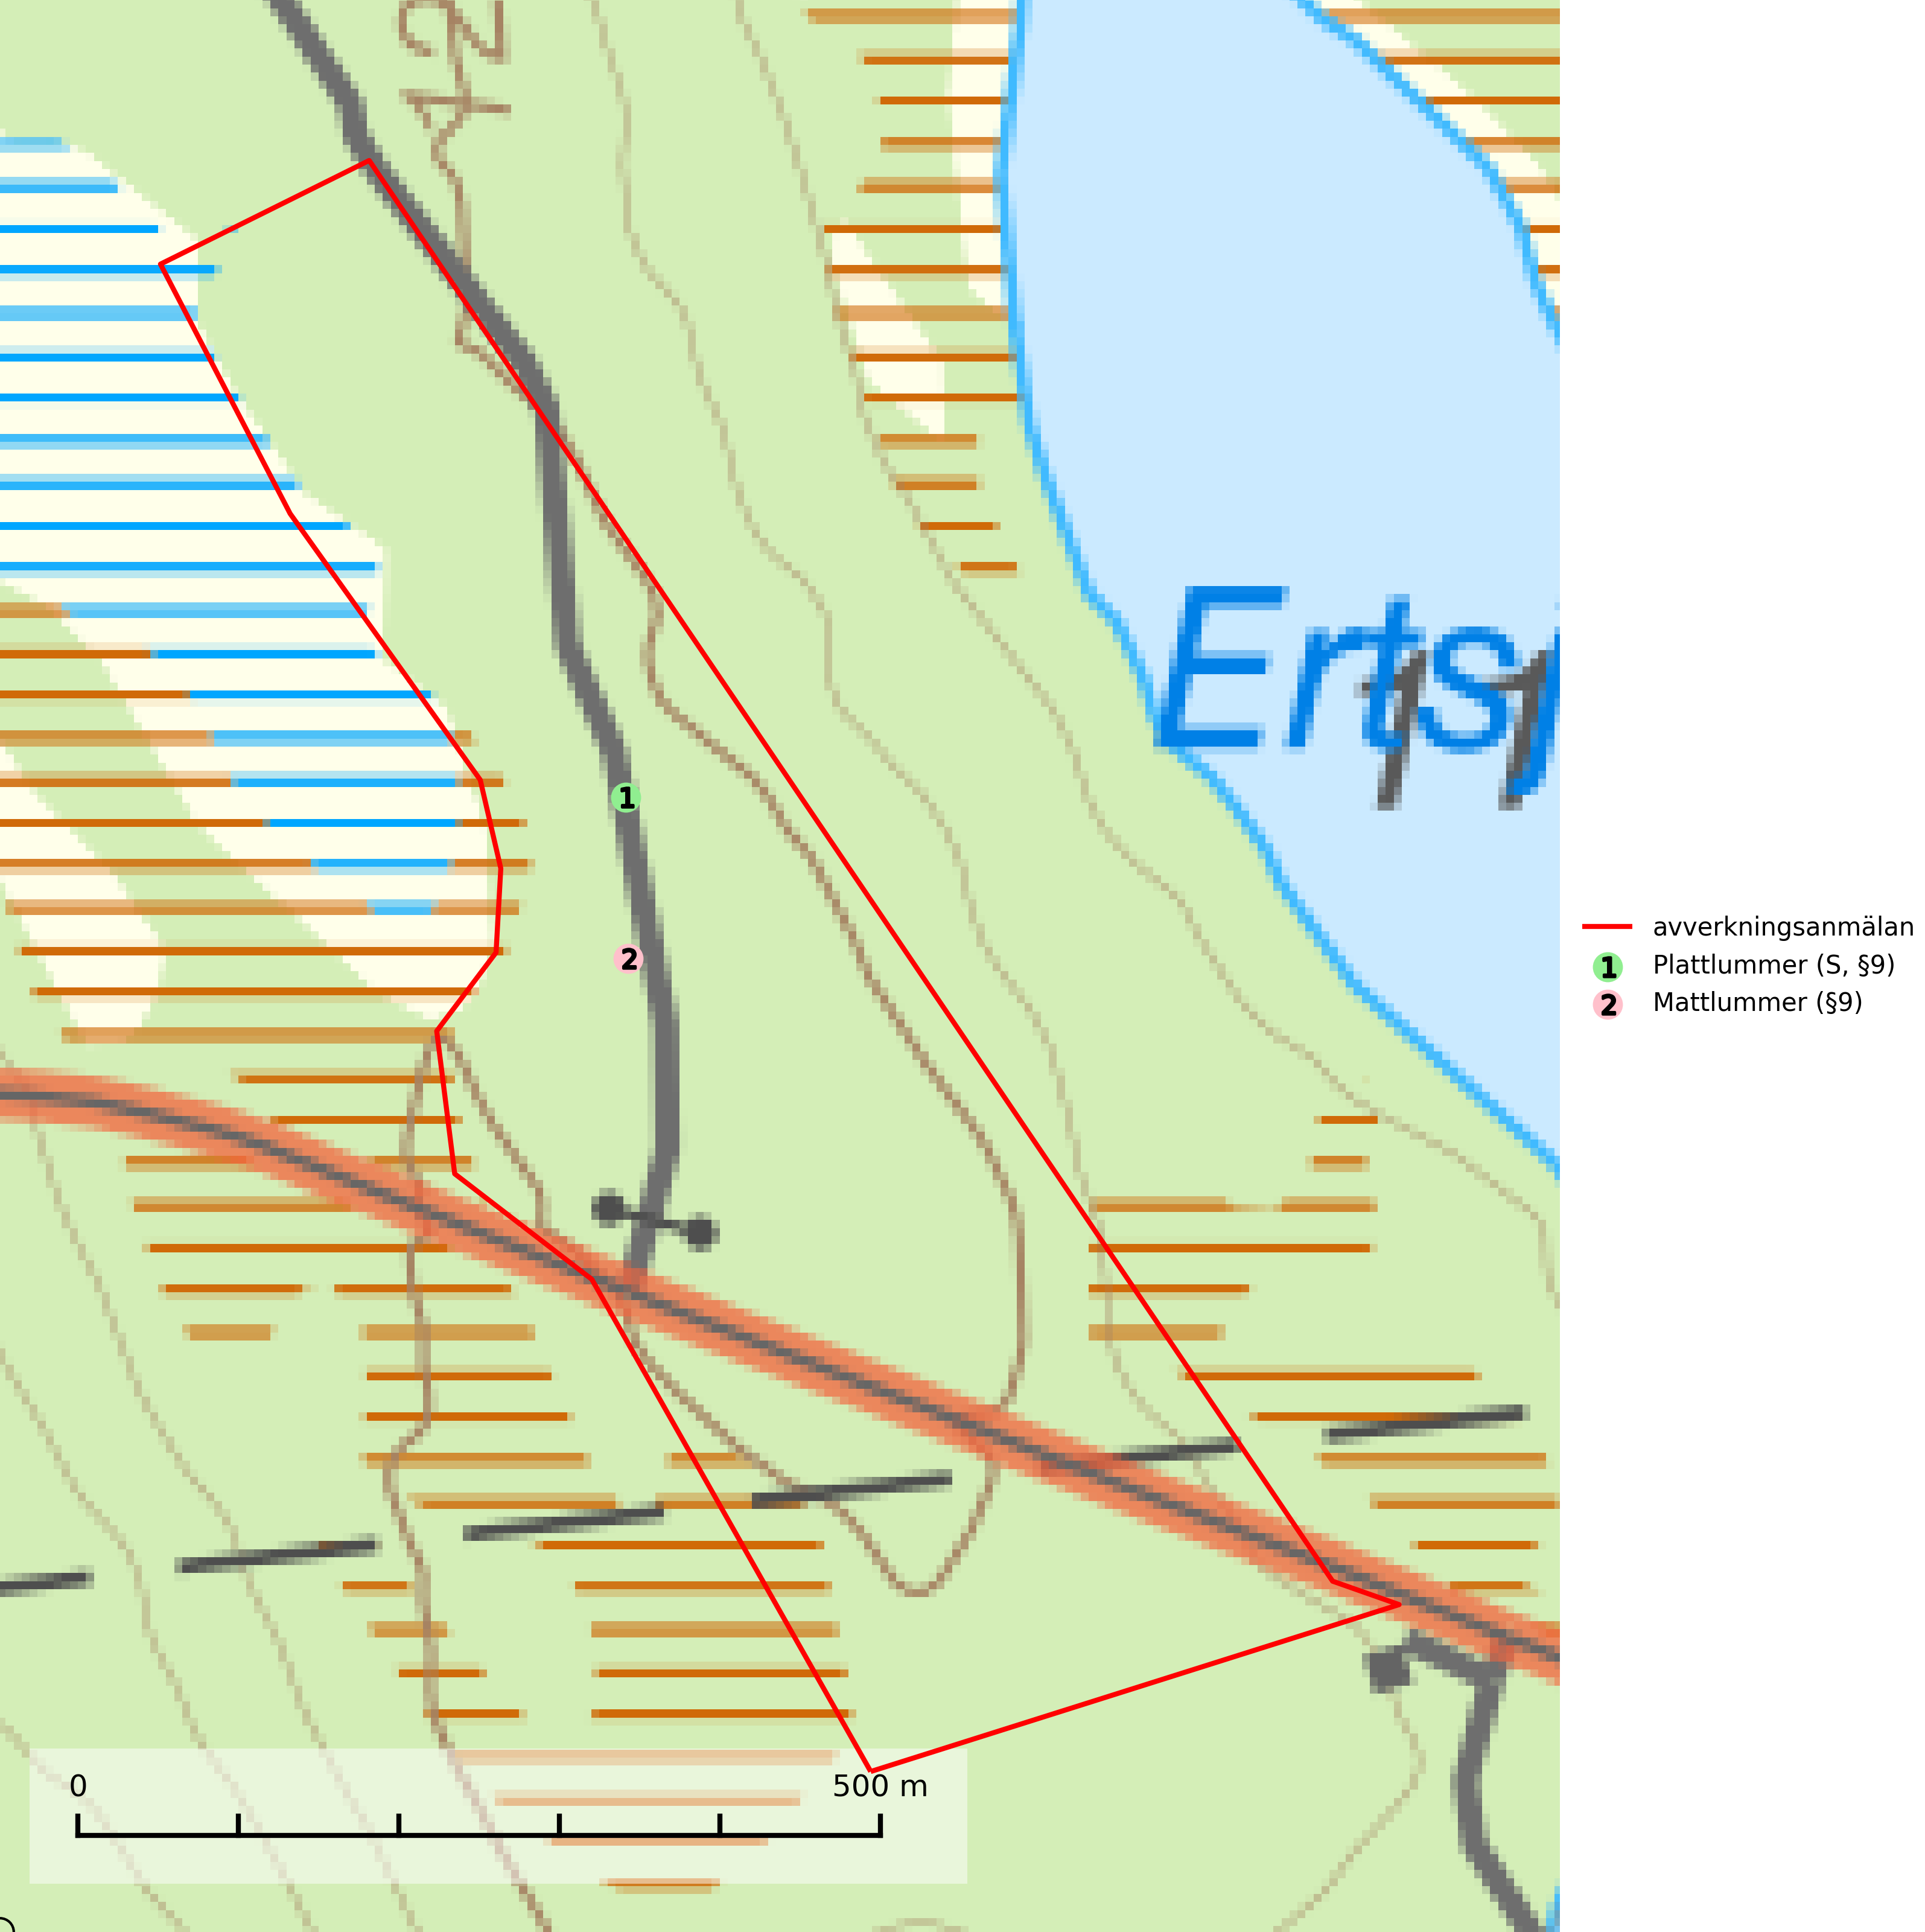 avverkningsanmälan
1 Plattlummer (S, §9)
2 Mattlummer (§9)
1
2
0 500 m